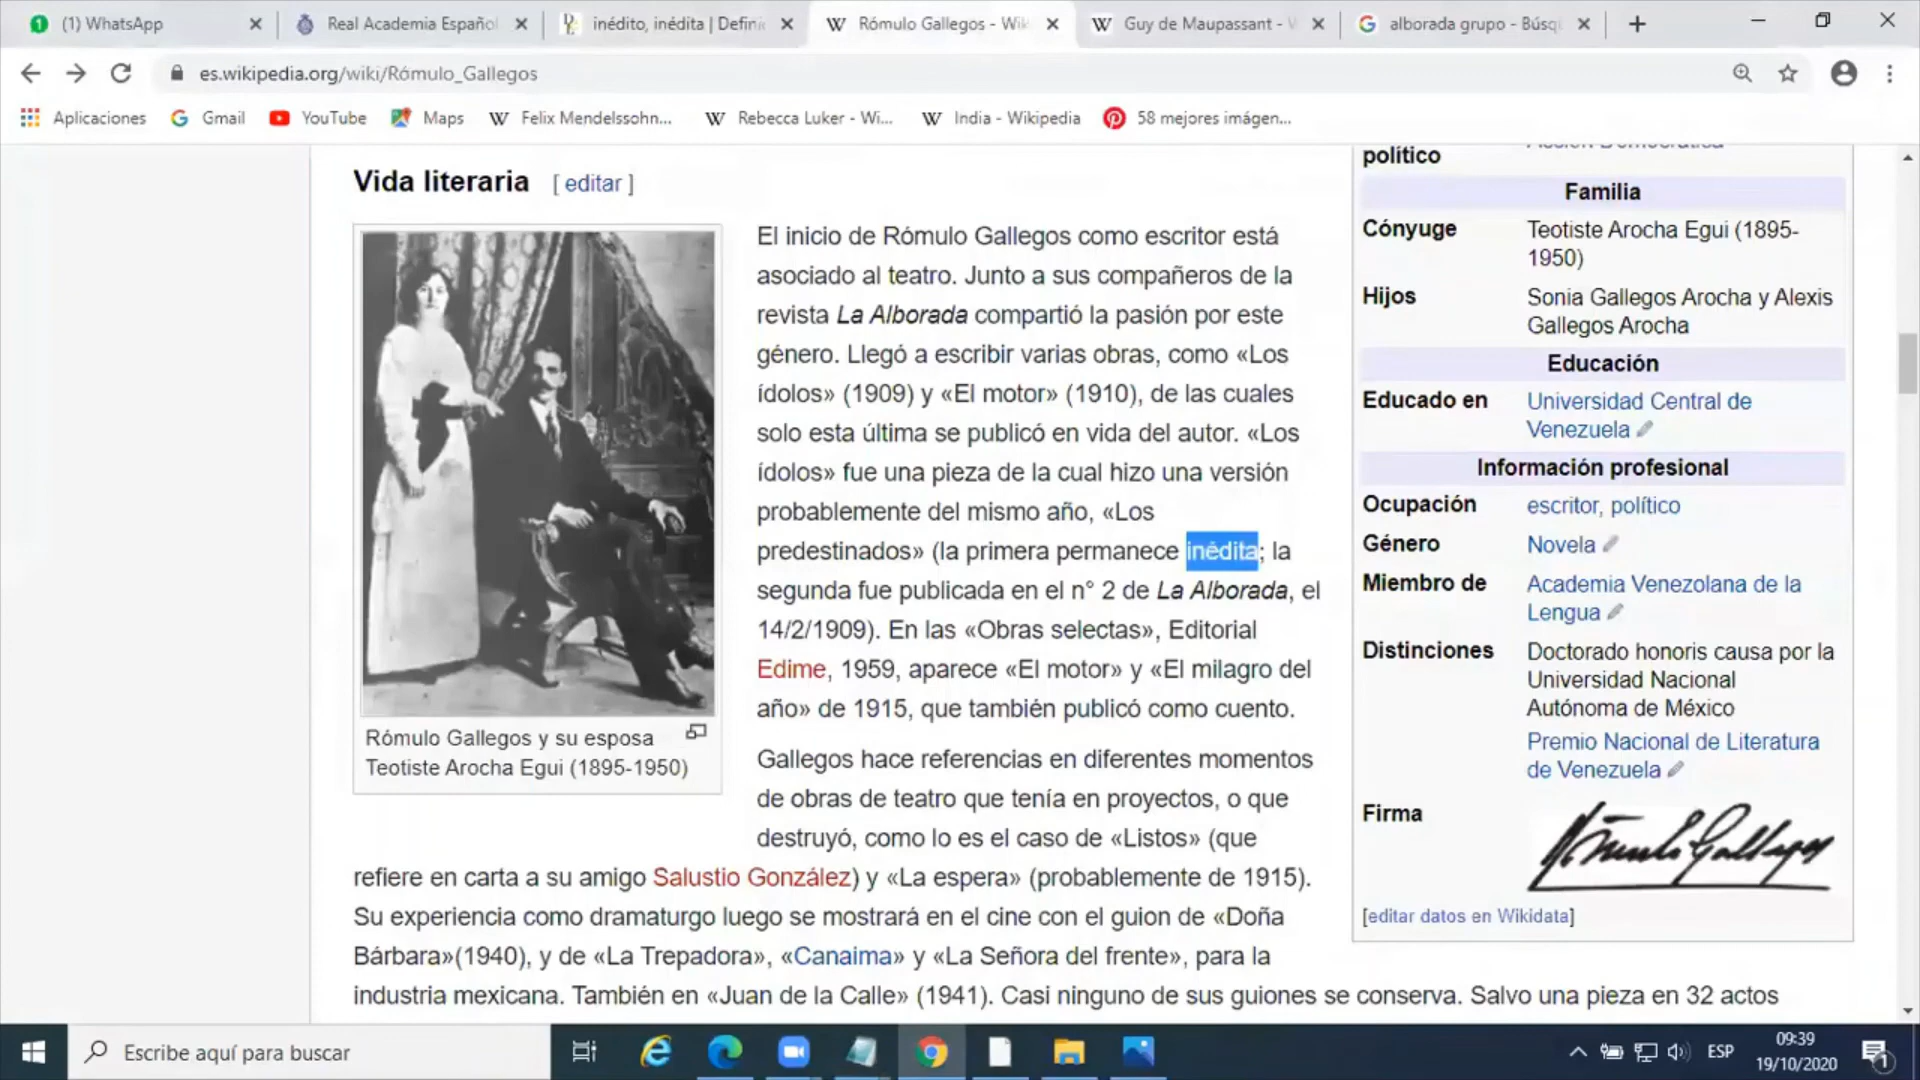 (1) WhatsApp
Real Academia Español
inédito, inédita | Defini
Rómulo Gallegos - Wik
Guy de Maupassant - W
alborada grupo - Búsqu
es.wikipedia.org/wiki/Rómulo_Gallegos
Aplicaciones
Gmail
YouTube
Maps
Felix Mendelssohn...
Rebecca Luker - Wi...
India - Wikipedia
58 mejores imágen...
Vida literaria [ editar ]
Rómulo Gallegos y su esposa
Teotiste Arocha Egui (1895-1950)
El inicio de Rómulo Gallegos como escritor está
asociado al teatro. Junto a sus compañeros de la
revista La Alborada compartió la pasión por este
género. Llegó a escribir varias obras, como «Los
ídolos» (1909) y «El motor» (1910), de las cuales
solo esta última se publicó en vida del autor. «Los
ídolos» fue una pieza de la cual hizo una versión
probablemente del mismo año, «Los
predestinados» (la primera permanece inédita; la
segunda fue publicada en el n° 2 de La Alborada, el
14/2/1909). En las «Obras selectas», Editorial
Edime, 1959, aparece «El motor» y «El milagro del
año» de 1915, que también publicó como cuento.
Gallegos hace referencias en diferentes momentos
de obras de teatro que tenía en proyectos, o que
destruyó, como lo es el caso de «Listos» (que
refiere en carta a su amigo Salustio González) y «La espera» (probablemente de 1915).
Su experiencia como dramaturgo luego se mostrará en el cine con el guion de «Doña
Bárbara»(1940), y de «La Trepadora», «Canaima» y «La Señora del frente», para la
industria mexicana. También en «Juan de la Calle» (1941). Casi ninguno de sus guiones se conserva. Salvo una pieza en 32 actos
político
Acción Democrática
Familia
Cónyuge Teotiste Arocha Egui (1895-
1950)
Hijos Sonia Gallegos Arocha y Alexis
Gallegos Arocha
Educación
Educado en Universidad Central de
Venezuela
Información profesional
Ocupación escritor, político
Género Novela
Miembro de Academia Venezolana de la
Lengua
Distinciones Doctorado honoris causa por la
Universidad Nacional
Autónoma de México
Premio Nacional de Literatura
de Venezuela
Firma Rómulo Gallegos
[editar datos en Wikidata]
Escribe aquí para buscar
ESP
09:39
19/10/2020
1